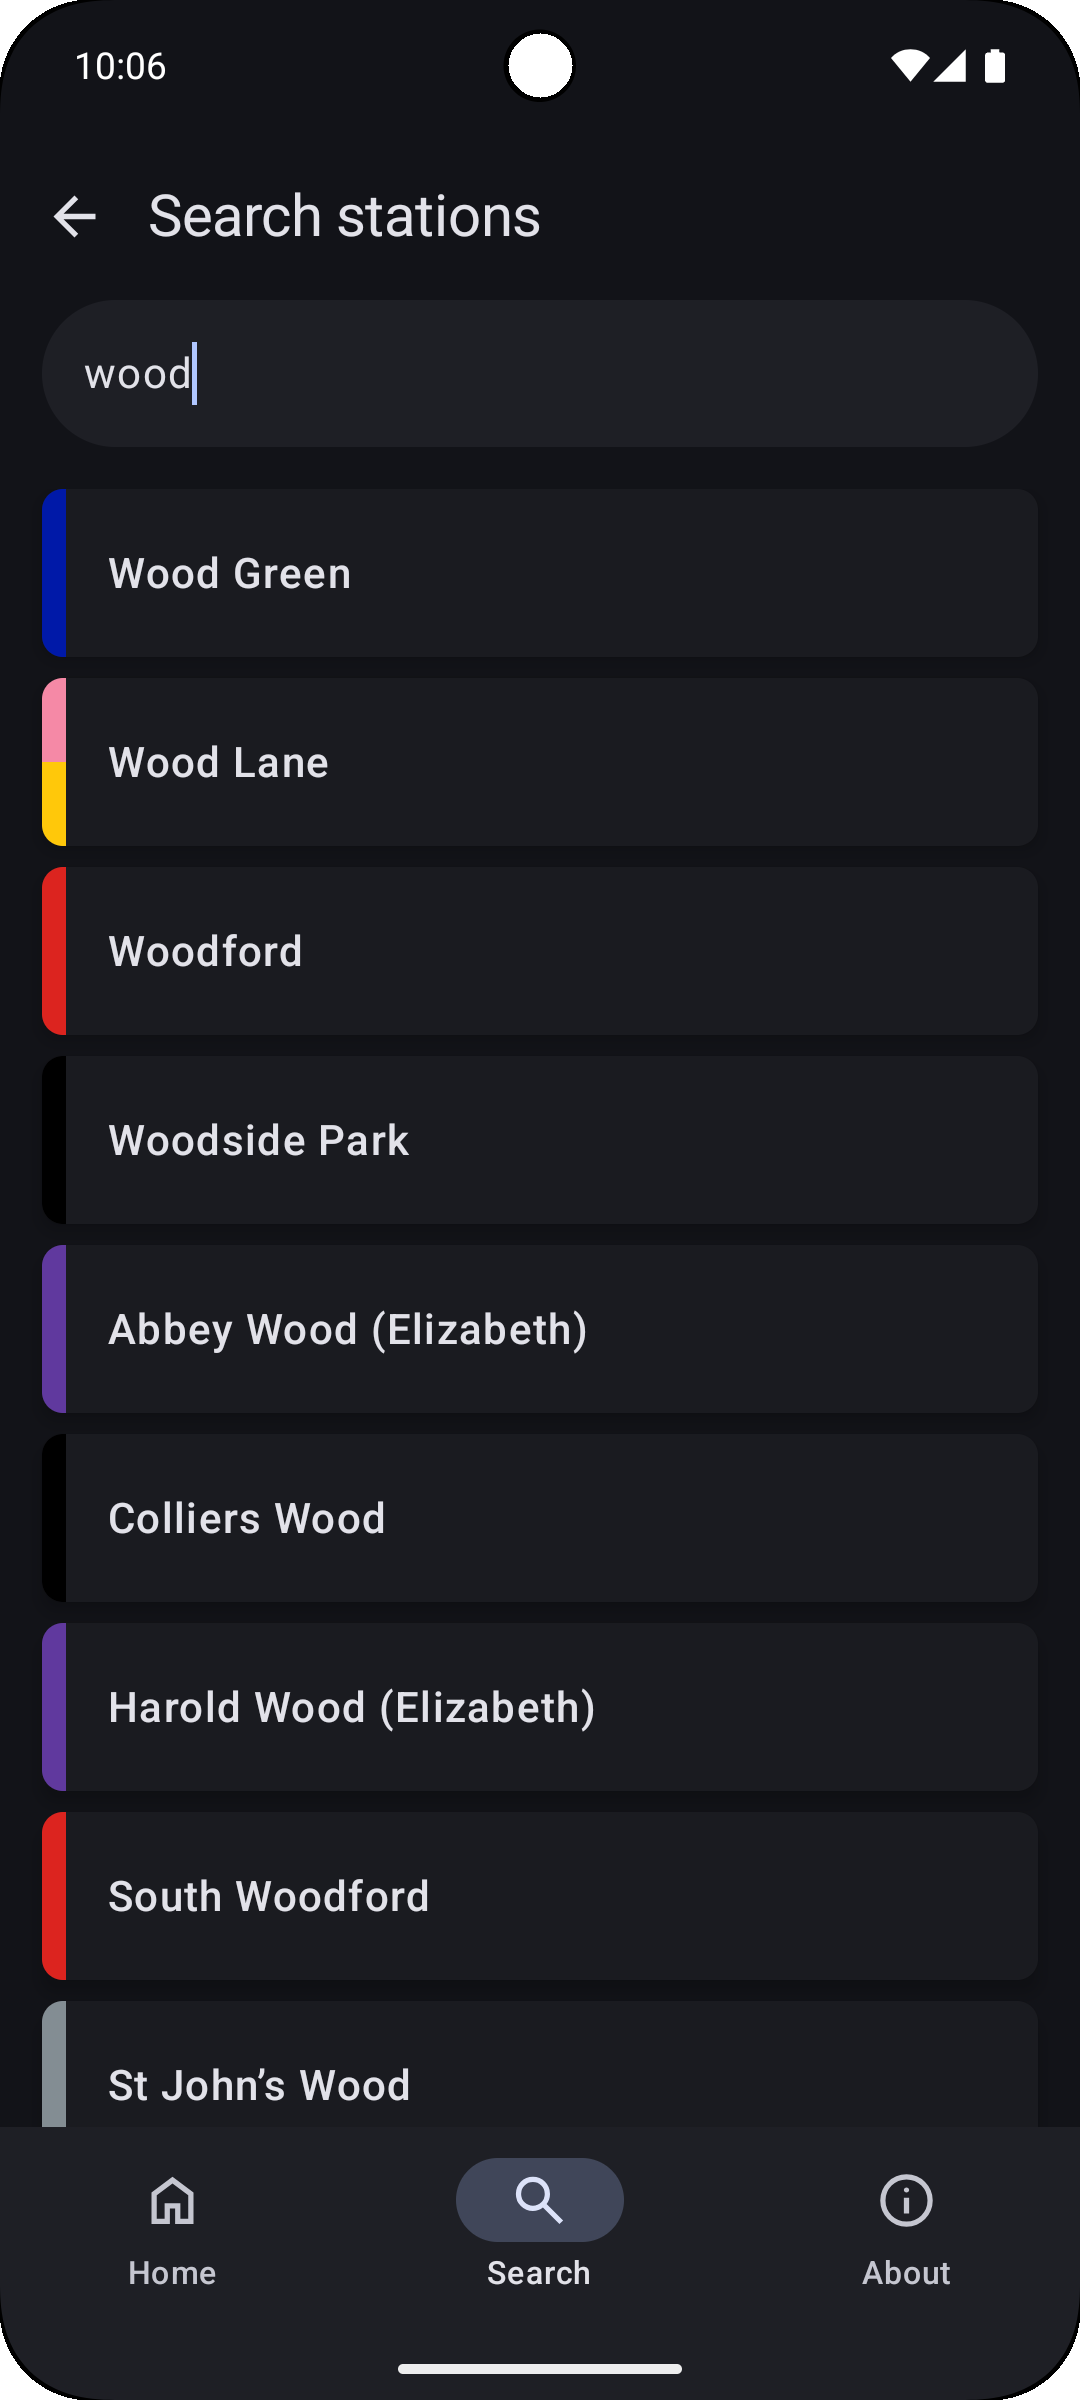 10:06
Search stations
wood
Wood Green
Wood Lane
Woodford
Woodside Park
Abbey Wood (Elizabeth)
Colliers Wood
Harold Wood (Elizabeth)
South Woodford
St John’s Wood
Home
Search
About